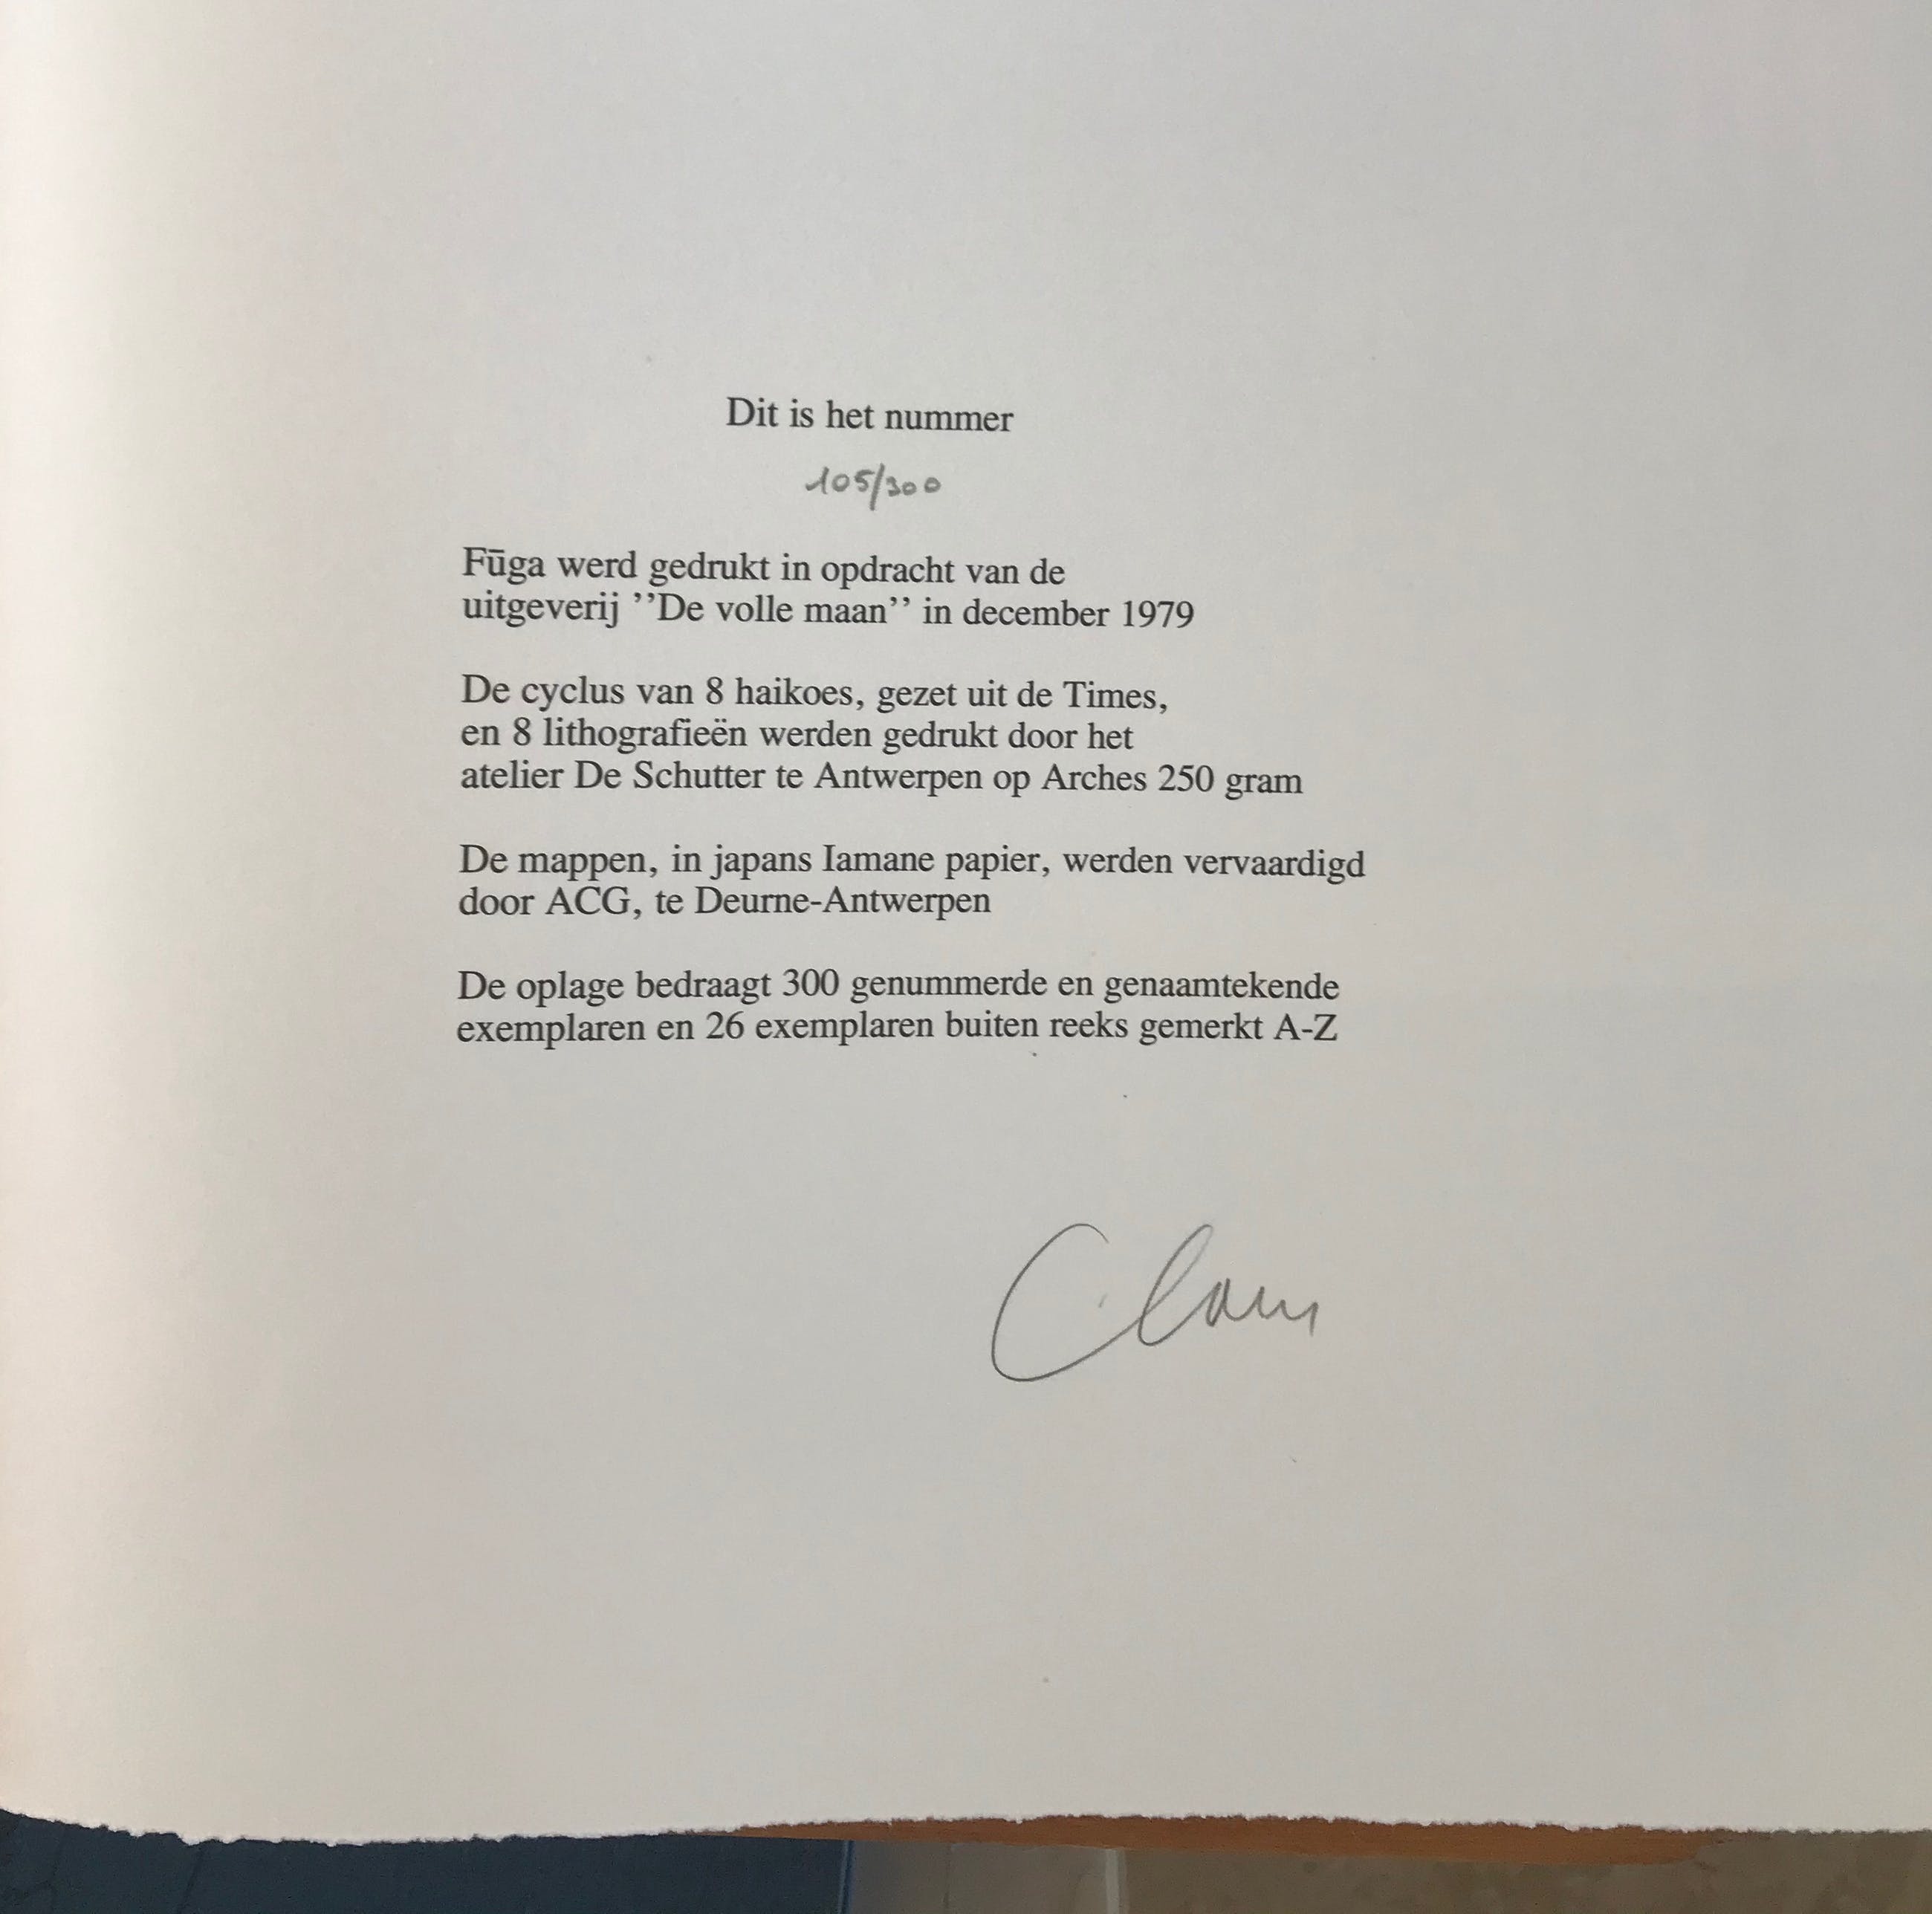 Dit is het nummer
105/300
Fūga werd gedrukt in opdracht van de
uitgeverij ’’De volle maan’’ in december 1979
De cyclus van 8 haikoes, gezet uit de Times,
en 8 lithografieën werden gedrukt door het
atelier De Schutter te Antwerpen op Arches 250 gram
De mappen, in japans Iamane papier, werden vervaardigd
door ACG, te Deurne-Antwerpen
De oplage bedraagt 300 genummerde en genaamtekende
exemplaren en 26 exemplaren buiten reeks gemerkt A-Z
Claus